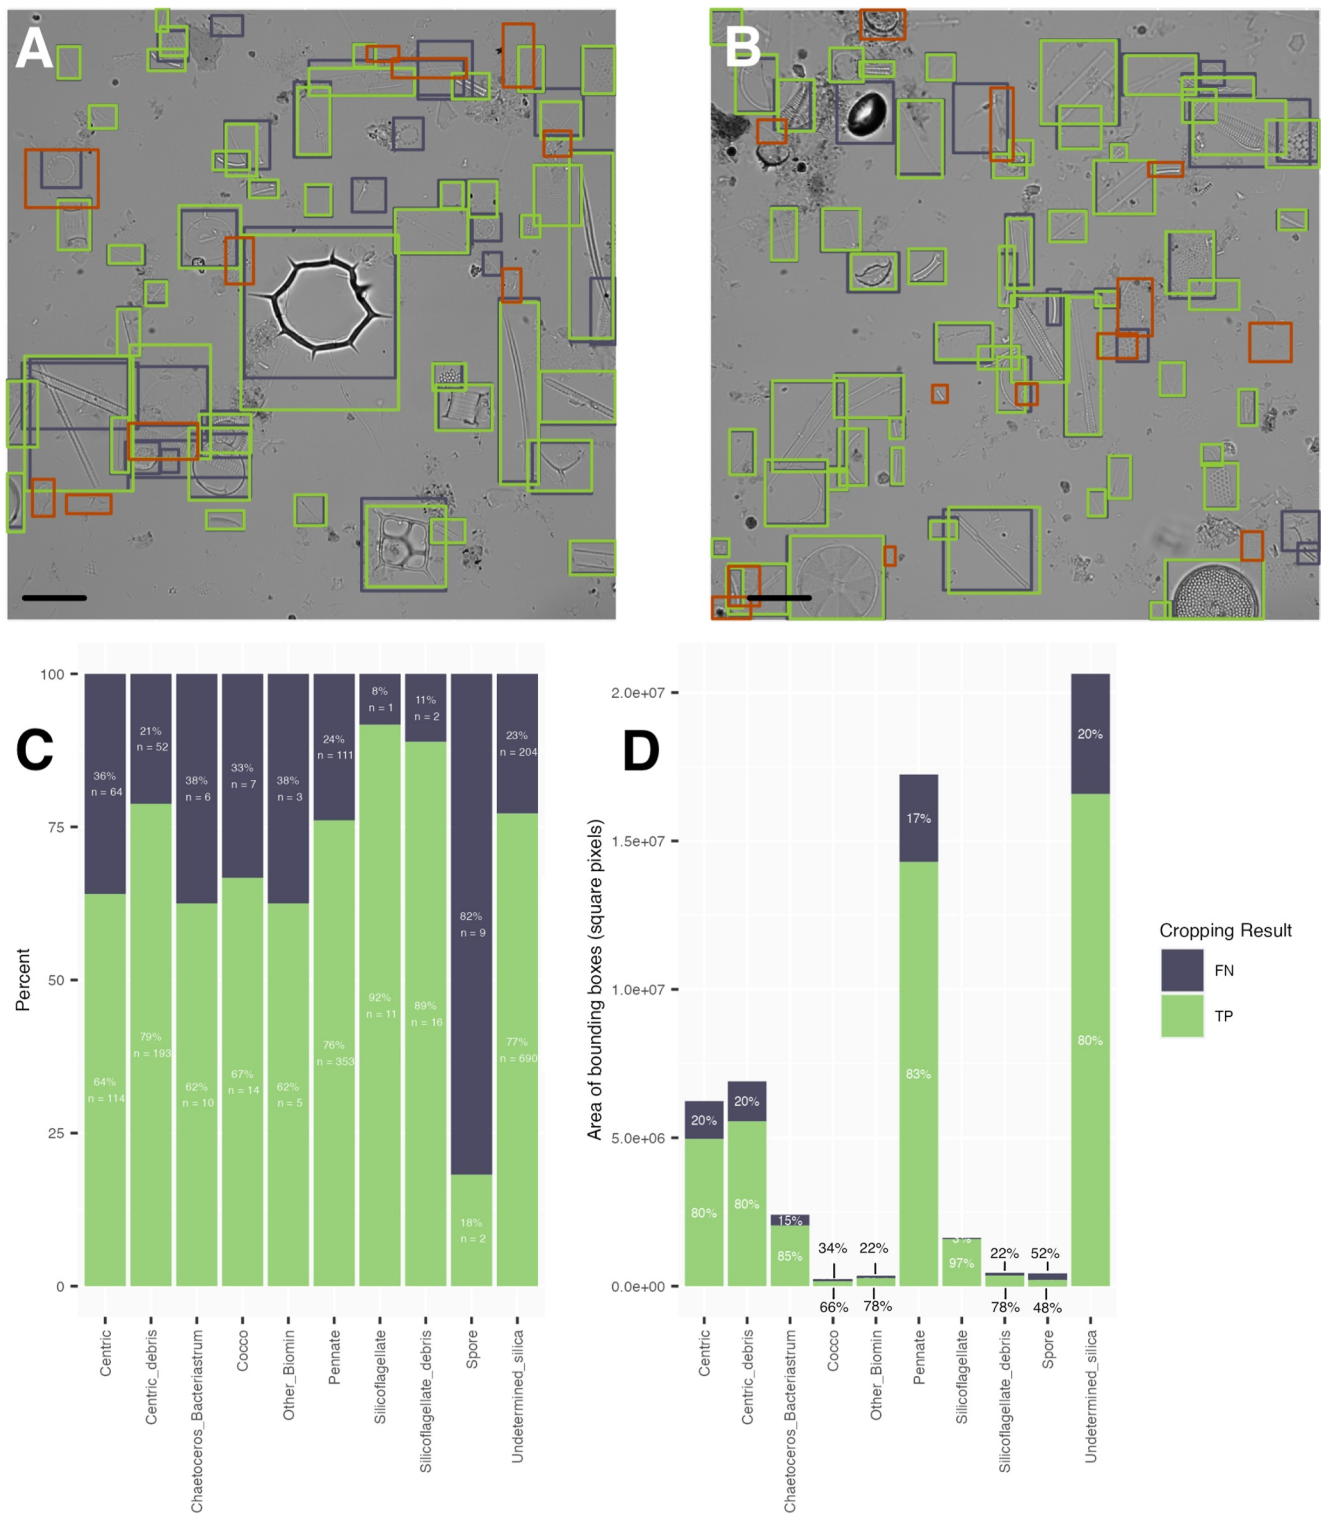 A
B
C
Percent
100
75
50
25
0
36%
n = 64
64%
n = 114
21%
n = 52
79%
n = 193
38%
n = 6
62%
n = 10
33%
n = 7
67%
n = 14
38%
n = 3
62%
n = 5
24%
n = 111
76%
n = 353
8%
n = 1
92%
n = 11
11%
n = 2
89%
n = 16
82%
n = 9
18%
n = 2
23%
n = 204
77%
n = 690
Centric
Centric_debris
Chaetoceros_Bacteriastrum
Cocco
Other_Biomin
Pennate
Silicoflagellate
Silicoflagellate_debris
Spore
Undetermined_silica
D
Area of bounding boxes (square pixels)
2.0e+07
1.5e+07
1.0e+07
5.0e+06
0.0e+00
20%
80%
20%
80%
15%
85%
34%
66%
22%
78%
17%
83%
3%
97%
22%
78%
52%
48%
20%
80%
Centric
Centric_debris
Chaetoceros_Bacteriastrum
Cocco
Other_Biomin
Pennate
Silicoflagellate
Silicoflagellate_debris
Spore
Undetermined_silica
Cropping Result
FN
TP